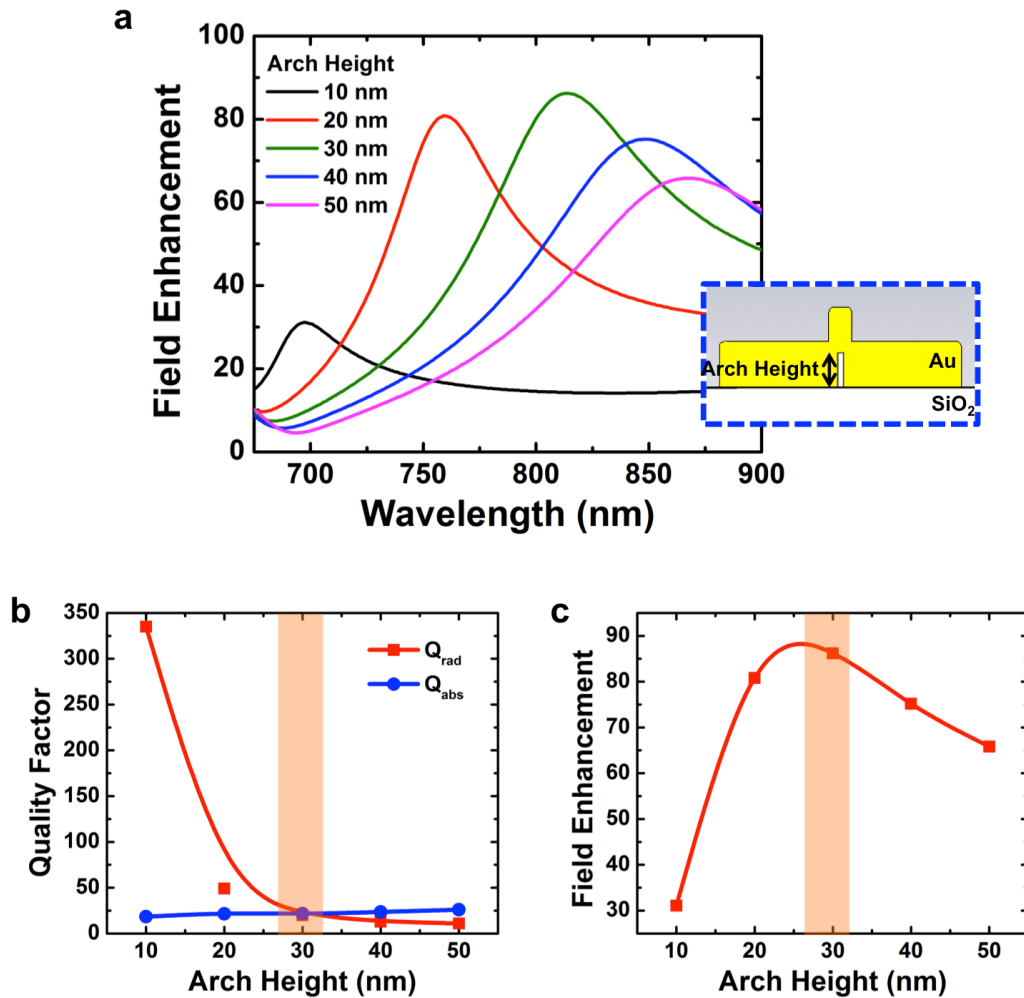 a
100
80
60
40
20
0
Field Enhancement
Arch Height
10 nm
20 nm
30 nm
40 nm
50 nm
700 750 800 850 900
Wavelength (nm)
Arch Height
Au
SiO₂
b
350
300
250
200
150
100
50
0
Quality Factor
Q_rad
Q_abs
10 20 30 40 50
Arch Height (nm)
c
90
80
70
60
50
40
30
Field Enhancement
10 20 30 40 50
Arch Height (nm)